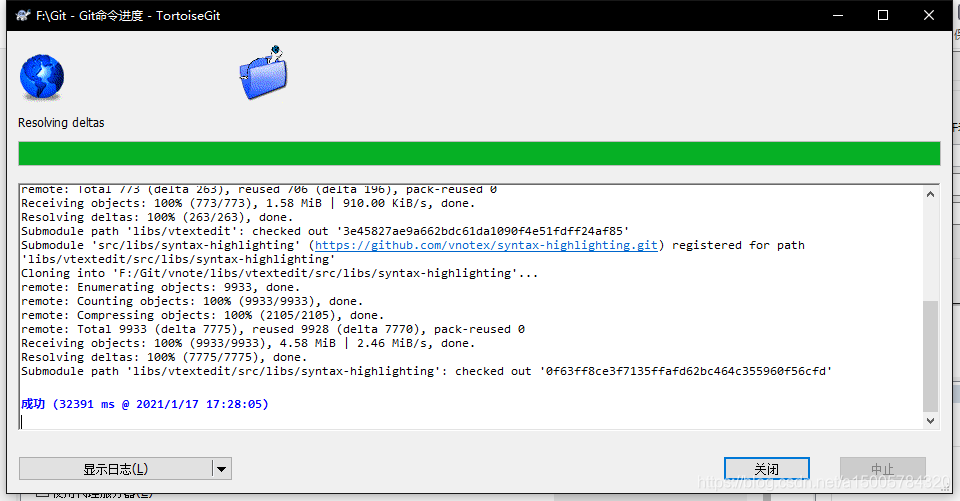 F:\Git - Git命令进度 - TortoiseGit
Resolving deltas
remote: Total 773 (delta 263), reused 706 (delta 196), pack-reused 0
Receiving objects: 100% (773/773), 1.58 MiB | 910.00 KiB/s, done.
Resolving deltas: 100% (263/263), done.
Submodule path 'libs/vtextedit': checked out '3e45827ae9a662bdc61da1090f4e51fdff24af85'
Submodule 'src/libs/syntax-highlighting' (https://github.com/vnotex/syntax-highlighting.git) registered for path
'libs/vtextedit/src/libs/syntax-highlighting'
Cloning into 'F:/Git/vnote/libs/vtextedit/src/libs/syntax-highlighting'...
remote: Enumerating objects: 9933, done.
remote: Counting objects: 100% (9933/9933), done.
remote: Compressing objects: 100% (2105/2105), done.
remote: Total 9933 (delta 7775), reused 9928 (delta 7770), pack-reused 0
Receiving objects: 100% (9933/9933), 4.58 MiB | 2.46 MiB/s, done.
Resolving deltas: 100% (7775/7775), done.
Submodule path 'libs/vtextedit/src/libs/syntax-highlighting': checked out '0f63ff8ce3f7135ffafd62bc464c355960f56cfd'
成功 (32391 ms @ 2021/1/17 17:28:05)
显示日志(L)
关闭
中止
https://blog.csdn.net/a15005784320